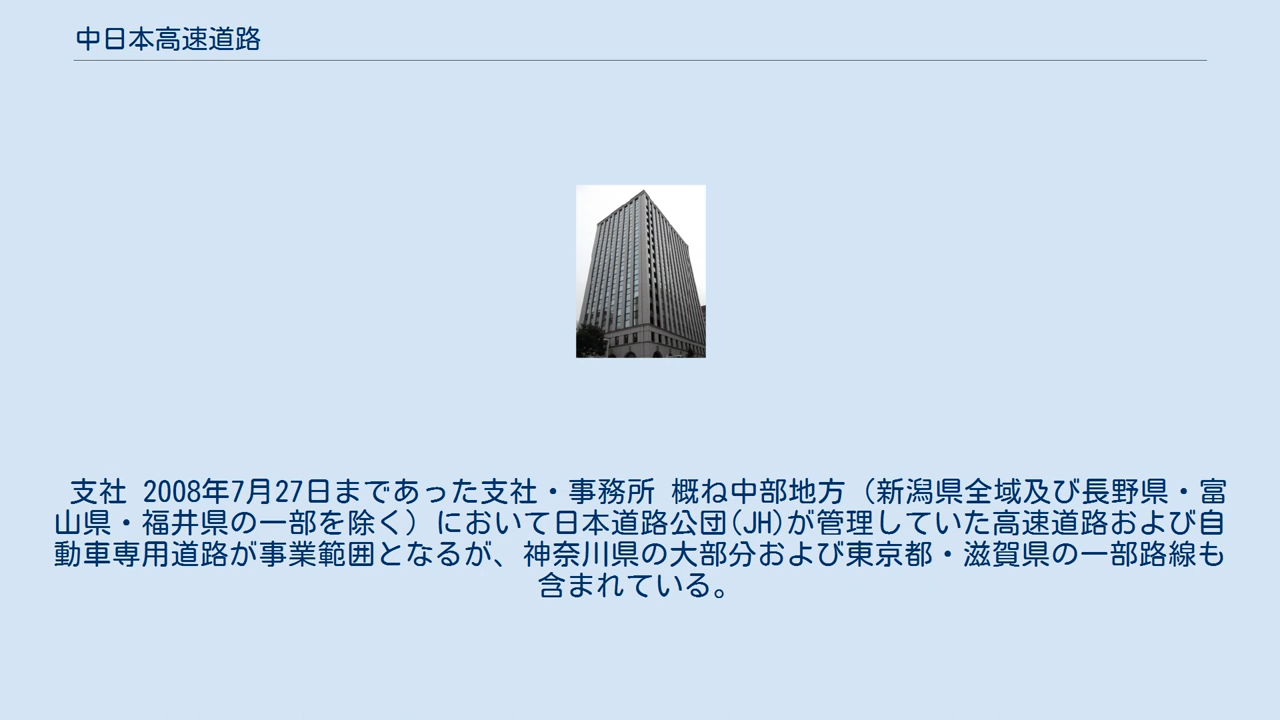 中日本高速道路
支社 2008年7月27日まであった支社・事務所 概ね中部地方（新潟県全域及び長野県・富
山県・福井県の一部を除く）において日本道路公団(JH)が管理していた高速道路および自
動車専用道路が事業範囲となるが、神奈川県の大部分および東京都・滋賀県の一部路線も
含まれている。